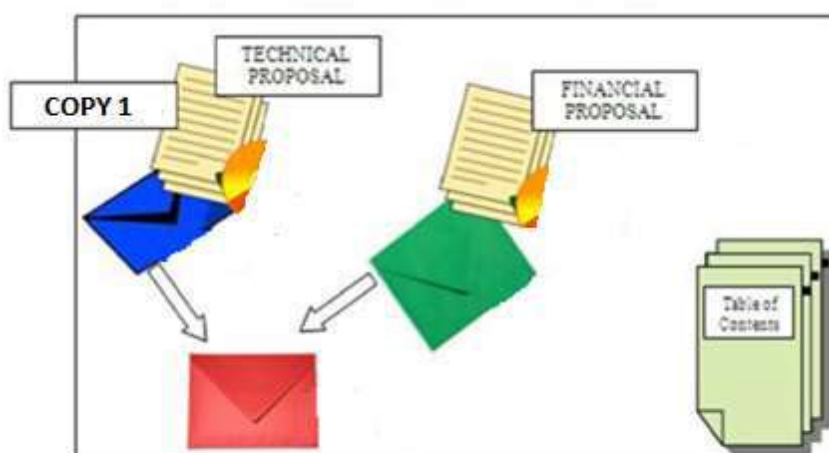 TECHNICAL
PROPOSAL
COPY 1
FINANCIAL
PROPOSAL
Table of
Contents